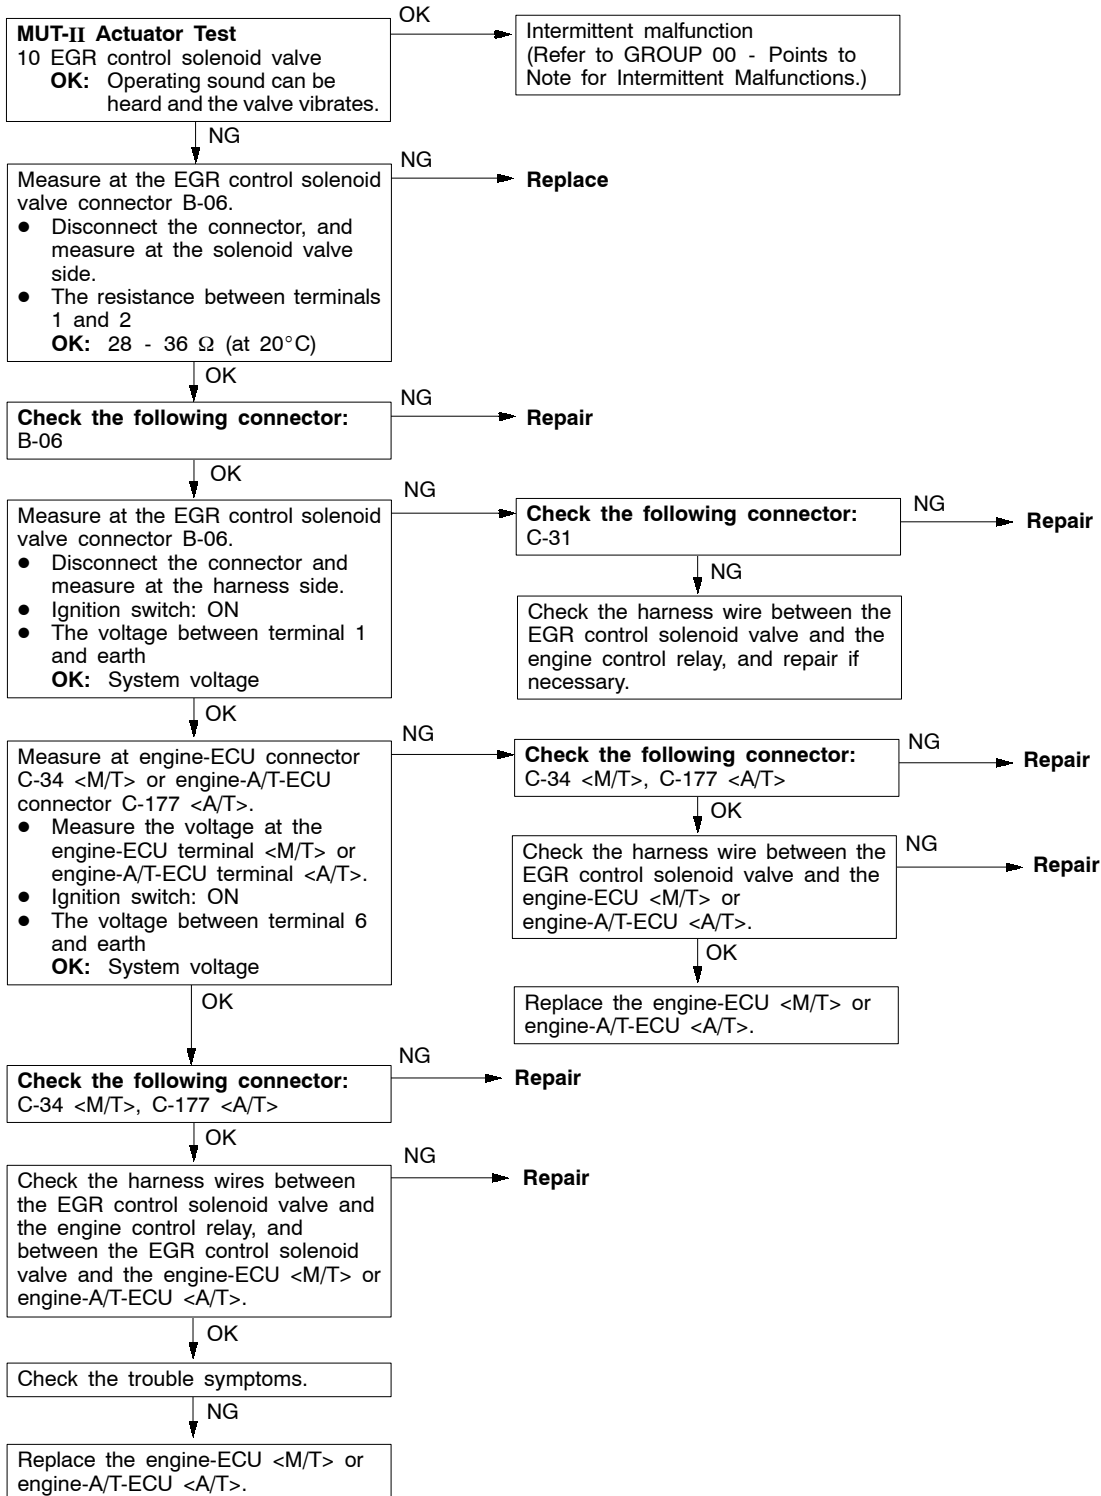 MUT-II Actuator Test
10 EGR control solenoid valve
OK: Operating sound can be
heard and the valve vibrates.
OK
Intermittent malfunction
(Refer to GROUP 00 - Points to
Note for Intermittent Malfunctions.)
NG
Measure at the EGR control solenoid
valve connector B-06.
● Disconnect the connector, and
measure at the solenoid valve
side.
● The resistance between terminals
1 and 2
OK: 28 - 36 Ω (at 20°C)
NG
Replace
OK
Check the following connector:
B-06
NG
Repair
OK
Measure at the EGR control solenoid
valve connector B-06.
● Disconnect the connector and
measure at the harness side.
● Ignition switch: ON
● The voltage between terminal 1
and earth
OK: System voltage
NG
Check the following connector:
C-31
NG
Repair
NG
Check the harness wire between the
EGR control solenoid valve and the
engine control relay, and repair if
necessary.
OK
Measure at engine-ECU connector
C-34 <M/T> or engine-A/T-ECU
connector C-177 <A/T>.
● Measure the voltage at the
engine-ECU terminal <M/T> or
engine-A/T-ECU terminal <A/T>.
● Ignition switch: ON
● The voltage between terminal 6
and earth
OK: System voltage
NG
Check the following connector:
C-34 <M/T>, C-177 <A/T>
NG
Repair
OK
Check the harness wire between the
EGR control solenoid valve and the
engine-ECU <M/T> or
engine-A/T-ECU <A/T>.
NG
Repair
OK
Replace the engine-ECU <M/T> or
engine-A/T-ECU <A/T>.
OK
Check the following connector:
C-34 <M/T>, C-177 <A/T>
NG
Repair
OK
Check the harness wires between
the EGR control solenoid valve and
the engine control relay, and
between the EGR control solenoid
valve and the engine-ECU <M/T> or
engine-A/T-ECU <A/T>.
NG
Repair
OK
Check the trouble symptoms.
NG
Replace the engine-ECU <M/T> or
engine-A/T-ECU <A/T>.